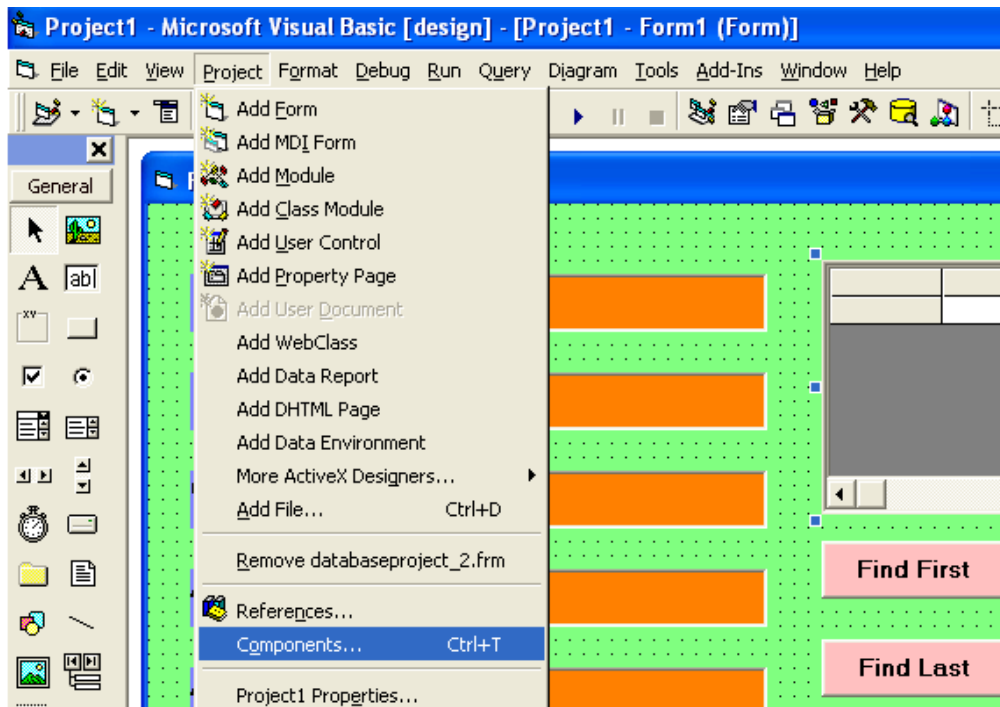 Project1 - Microsoft Visual Basic [design] - [Project1 - Form1 (Form)]
File Edit View Project Format Debug Run Query Diagram Tools Add-Ins Window Help
General
Add Form
Add MDI Form
Add Module
Add Class Module
Add User Control
Add Property Page
Add User Document
Add WebClass
Add Data Report
Add DHTML Page
Add Data Environment
More ActiveX Designers...
Add File... Ctrl+D
Remove databaseproject_2.frm
References...
Components... Ctrl+T
Project1 Properties...
A
ab
xy
Find First
Find Last